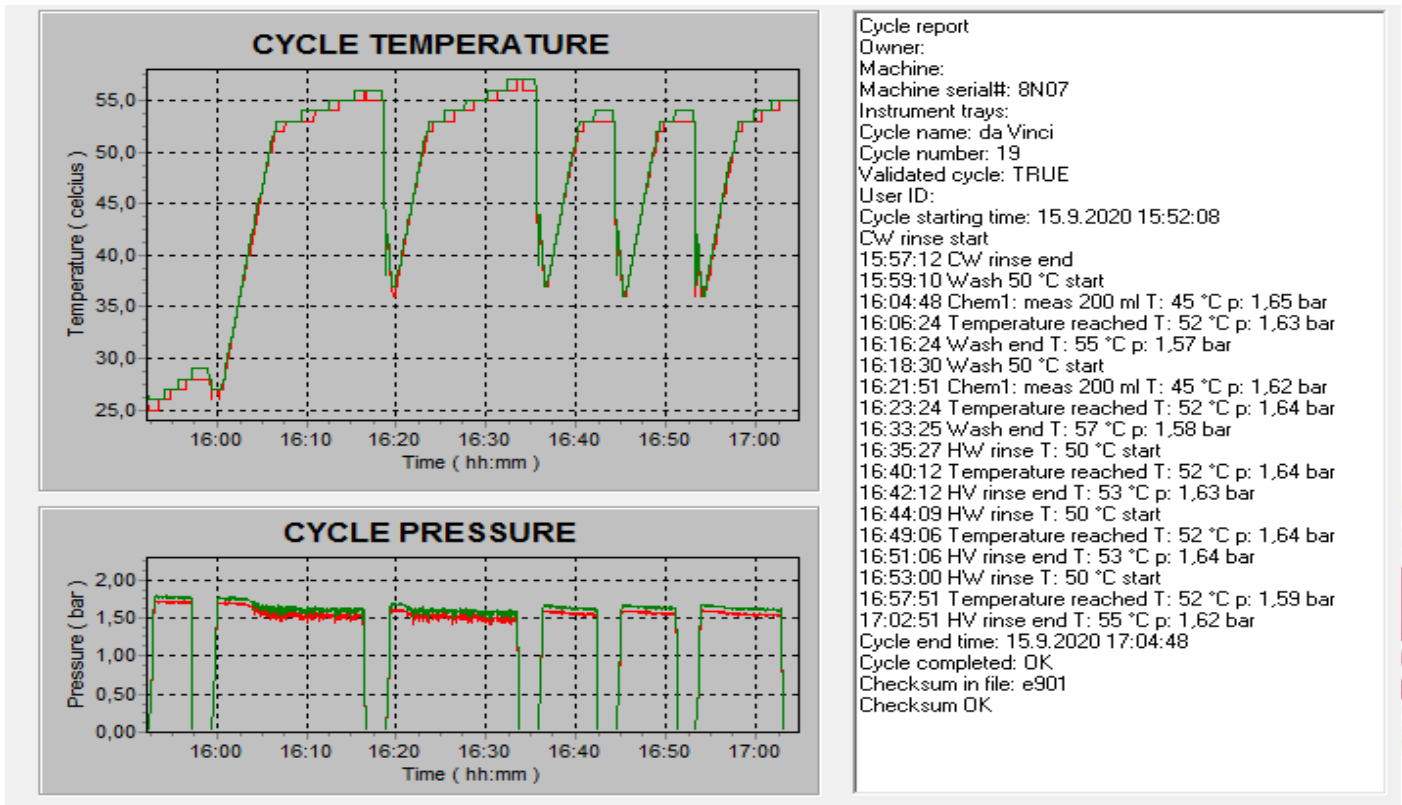 CYCLE TEMPERATURE
Temperature ( celcius )
55,0
50,0
45,0
40,0
35,0
30,0
25,0
16:00 16:10 16:20 16:30 16:40 16:50 17:00
Time ( hh:mm )
CYCLE PRESSURE
Pressure ( bar )
2,00
1,50
1,00
0,50
0,00
16:00 16:10 16:20 16:30 16:40 16:50 17:00
Time ( hh:mm )
Cycle report
Owner:
Machine:
Machine serial#: 8N07
Instrument trays:
Cycle name: da Vinci
Cycle number: 19
Validated cycle: TRUE
User ID:
Cycle starting time: 15.9.2020 15:52:08
CW rinse start
15:57:12 CW rinse end
15:59:10 Wash 50 °C start
16:04:48 Chem1: meas 200 ml T: 45 °C p: 1,65 bar
16:06:24 Temperature reached T: 52 °C p: 1,63 bar
16:16:24 Wash end T: 55 °C p: 1,57 bar
16:18:30 Wash 50 °C start
16:21:51 Chem1: meas 200 ml T: 45 °C p: 1,62 bar
16:23:24 Temperature reached T: 52 °C p: 1,64 bar
16:33:25 Wash end T: 57 °C p: 1,58 bar
16:35:27 HW rinse T: 50 °C start
16:40:12 Temperature reached T: 52 °C p: 1,64 bar
16:42:12 HV rinse end T: 53 °C p: 1,63 bar
16:44:09 HW rinse T: 50 °C start
16:49:06 Temperature reached T: 52 °C p: 1,64 bar
16:51:06 HV rinse end T: 53 °C p: 1,64 bar
16:53:00 HW rinse T: 50 °C start
16:57:51 Temperature reached T: 52 °C p: 1,59 bar
17:02:51 HV rinse end T: 55 °C p: 1,62 bar
Cycle end time: 15.9.2020 17:04:48
Cycle completed: OK
Checksum in file: e901
Checksum OK